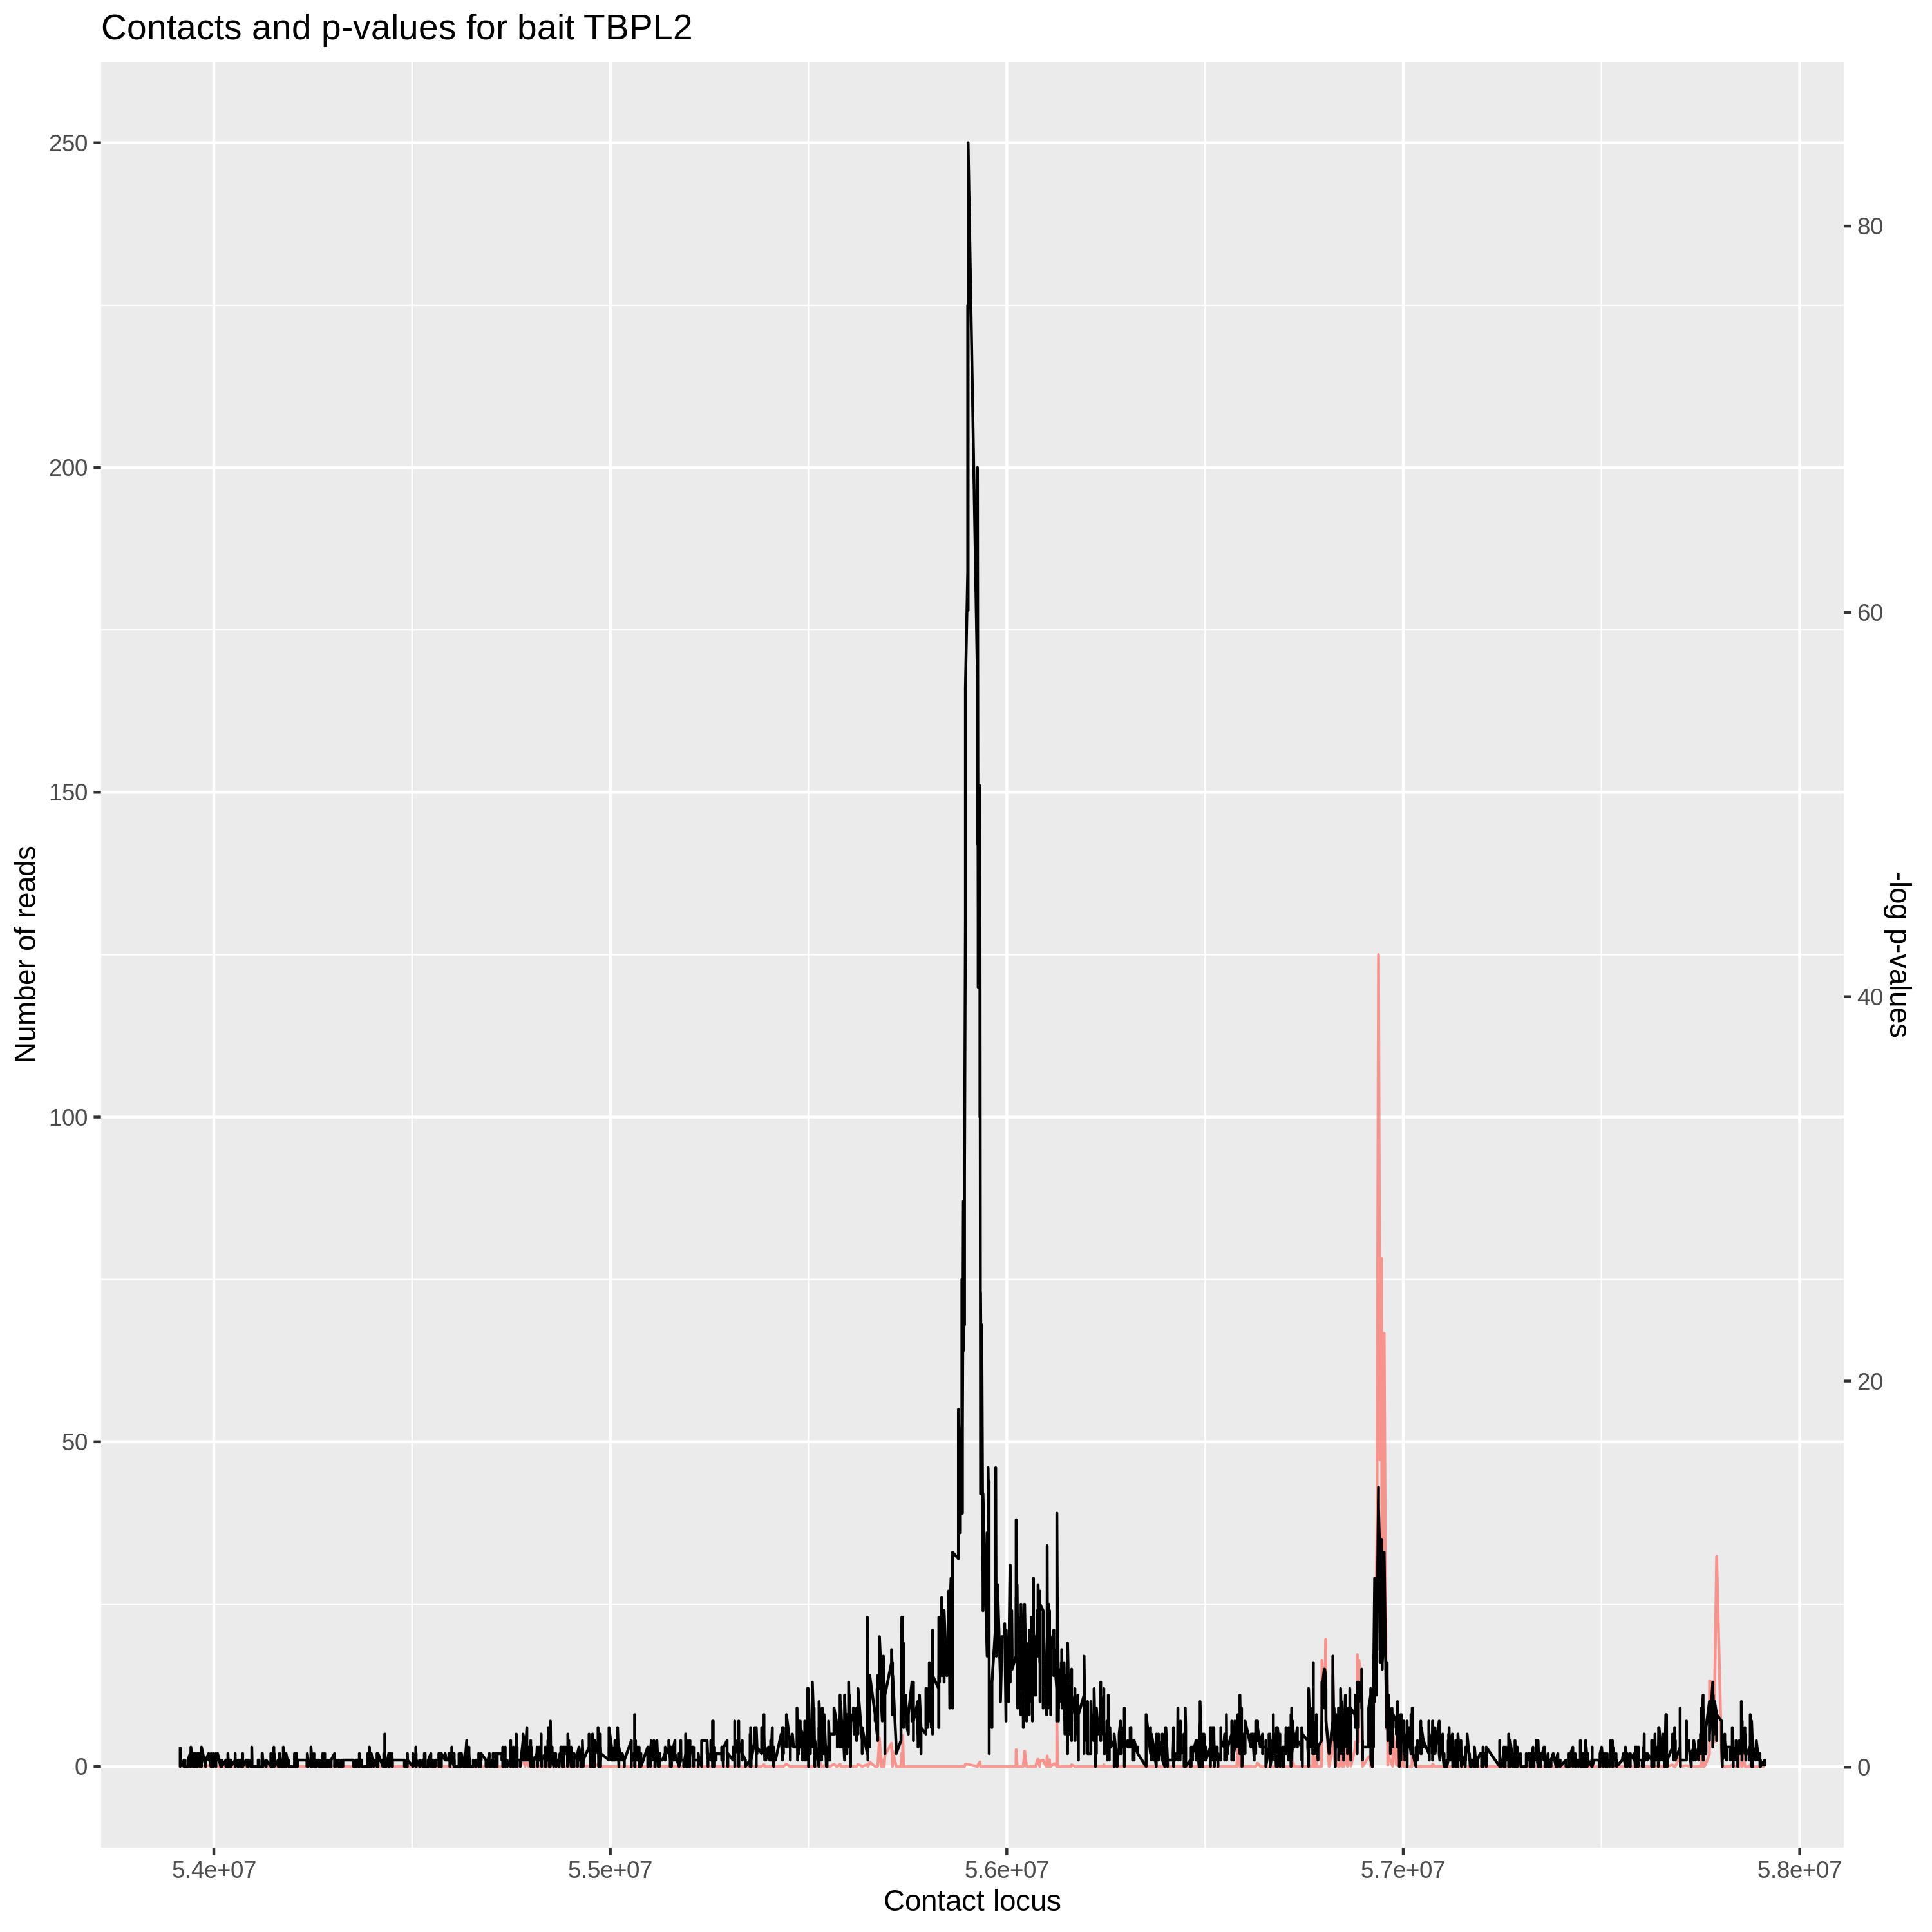 Contacts and p-values for bait TBPL2
250
200
150
100
50
0
Number of reads
80
60
40
20
0
-log p-values
5.4e+07
5.5e+07
5.6e+07
5.7e+07
5.8e+07
Contact locus